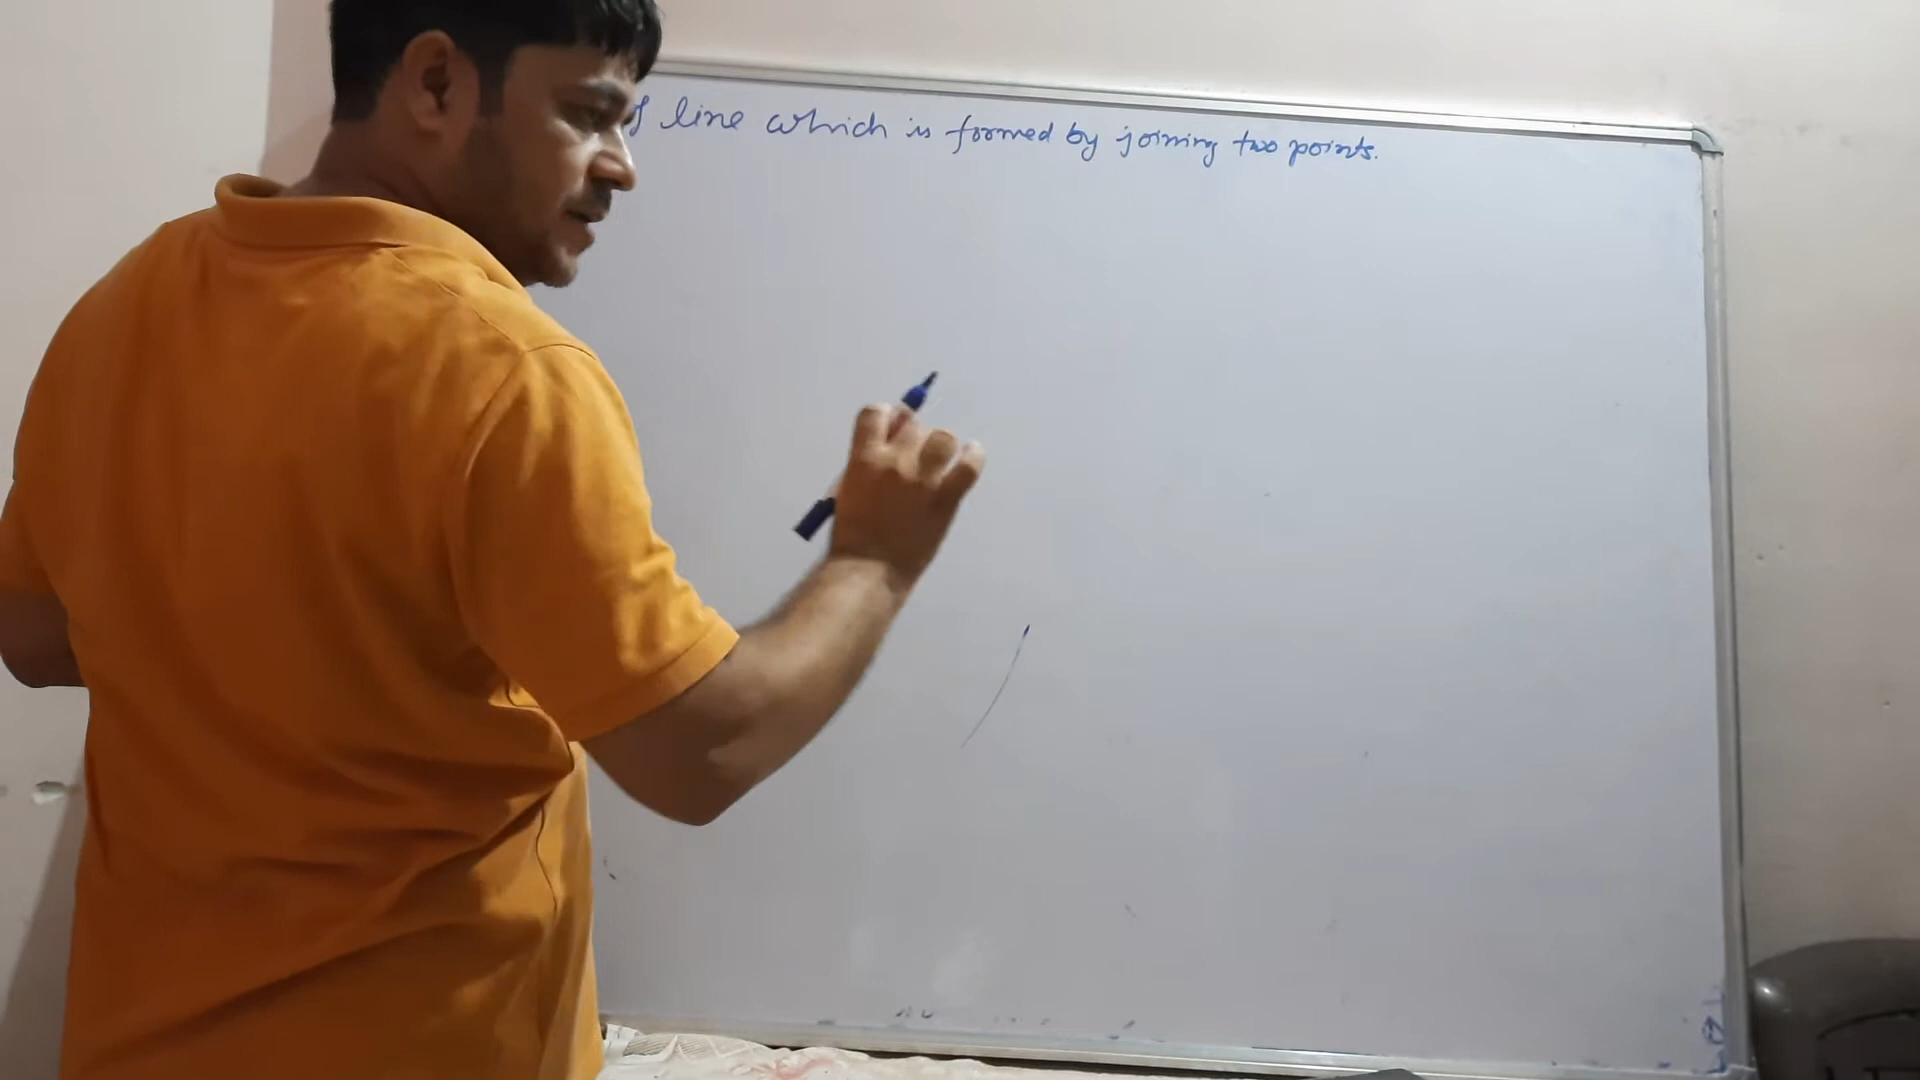 line which is formed by joining two points.